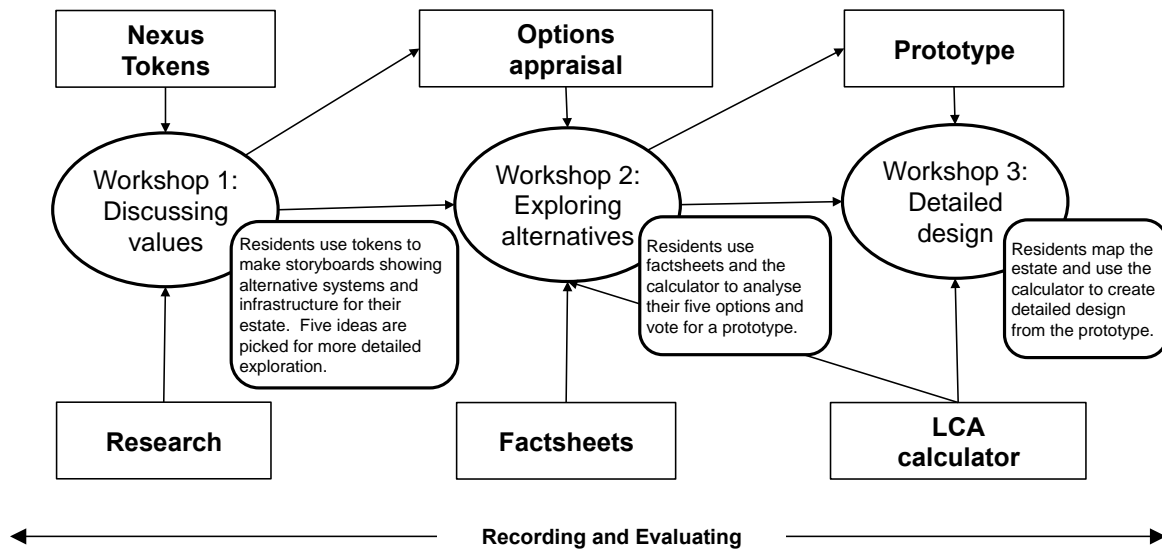 Nexus
Tokens
Options
appraisal
Prototype
Workshop 1:
Discussing
values
Workshop 2:
Exploring
alternatives
Workshop 3:
Detailed
design
Residents use tokens to
make storyboards showing
alternative systems and
infrastructure for their
estate.  Five ideas are
picked for more detailed
exploration.
Residents use
factsheets and the
calculator to analyse
their five options and
vote for a prototype.
Residents map the
estate and use the
calculator to create
detailed design
from the prototype.
Research
Factsheets
LCA
calculator
Recording and Evaluating